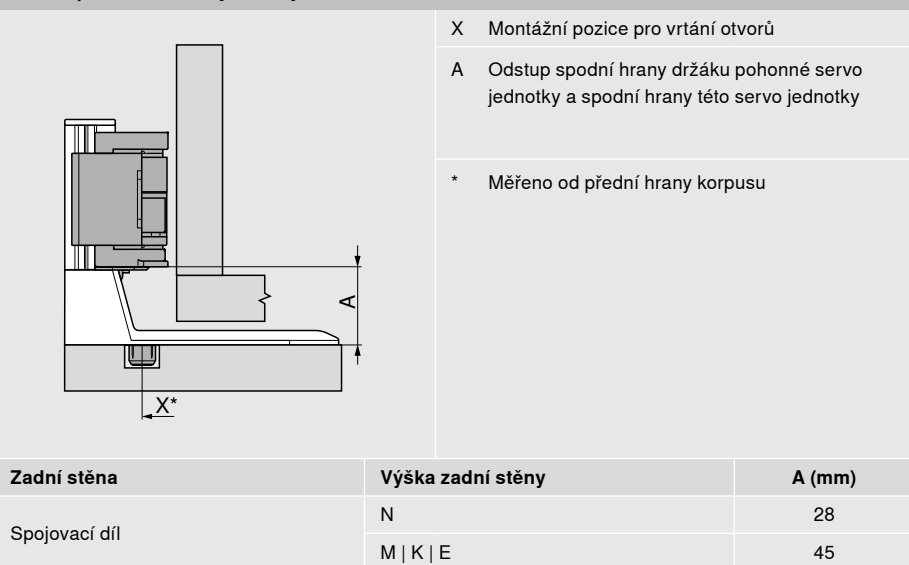 X Montážní pozice pro vrtání otvorů
A Odstup spodní hrany držáku pohonné servo
jednotky a spodní hrany této servo jednotky
* Měřeno od přední hrany korpusu
A
X*
Zadní stěna Výška zadní stěny A (mm)
Spojovací díl
N 28
M | K | E 45